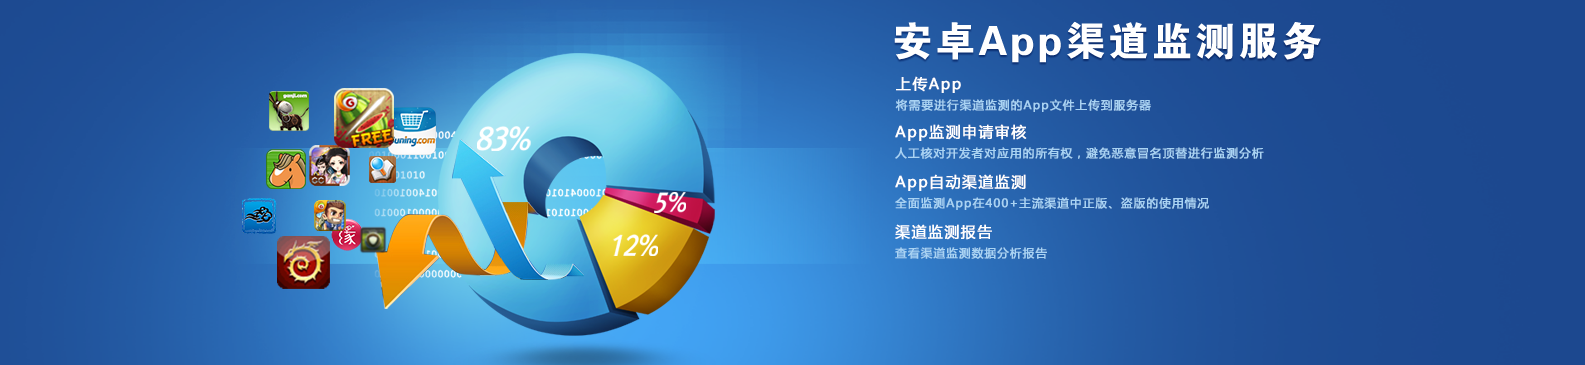 安卓App渠道监测服务
上传App
将需要进行渠道监测的App文件上传到服务器
App监测申请审核
人工核对开发者对应用的所有权，避免恶意冒名顶替进行监测分析
App自动渠道监测
全面监测App在400+主流渠道中正版、盗版的使用情况
渠道监测报告
查看渠道监测数据分析报告
83%
5%
12%
ganji.com
FREE
uning.com
缘